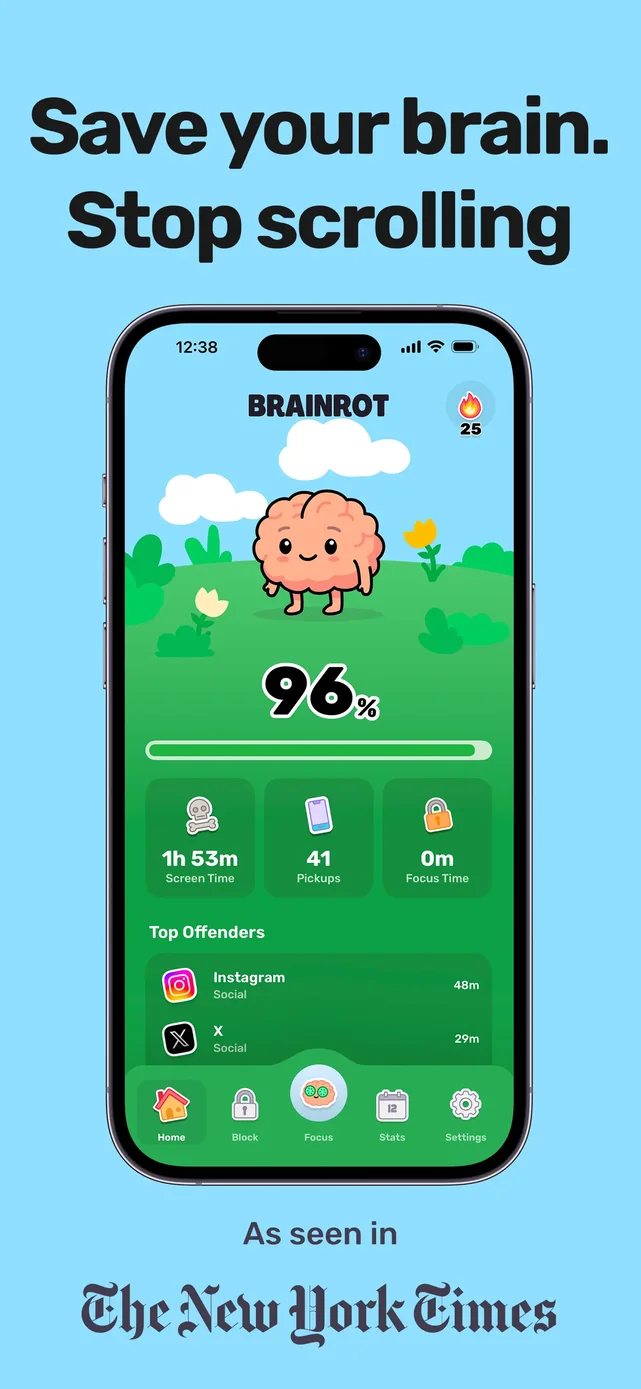 Save your brain.
Stop scrolling
12:38
BRAINROT
25
96%
1h 53m
Screen Time
41
Pickups
0m
Focus Time
Top Offenders
Instagram
Social
48m
X
Social
29m
12
Home
Block
Focus
Stats
Settings
As seen in
The New York Times